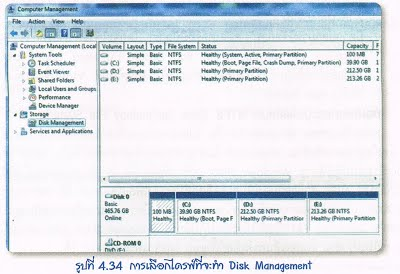 Computer Management
File Action View Help
Computer Management (Local
System Tools
Task Scheduler
Event Viewer
Shared Folders
Local Users and Groups
Performance
Device Manager
Storage
Disk Management
Services and Applications
Volume Layout Type File System Status Capacity F
Simple Basic NTFS Healthy (System, Active, Primary Partition) 100 MB 7
(C:) Simple Basic NTFS Healthy (Boot, Page File, Crash Dump, Primary Partition) 39.90 GB 1
(D:) Simple Basic NTFS Healthy (Primary Partition) 212.50 GB 1
(E:) Simple Basic NTFS Healthy (Primary Partition) 213.26 GB
Disk 0
Basic
465.76 GB
Online
100 MB
Healthy
(C:)
39.90 GB NTFS
Healthy (Boot, Page F
(D:)
212.50 GB NTFS
Healthy (Primary Partition
(E:)
213.26 GB NTFS
Healthy (Primary Partition
CD-ROM 0
DVD (F:)
รูปที่ 4.34 การเลือกไดรฟ์ที่จะทำ Disk Management